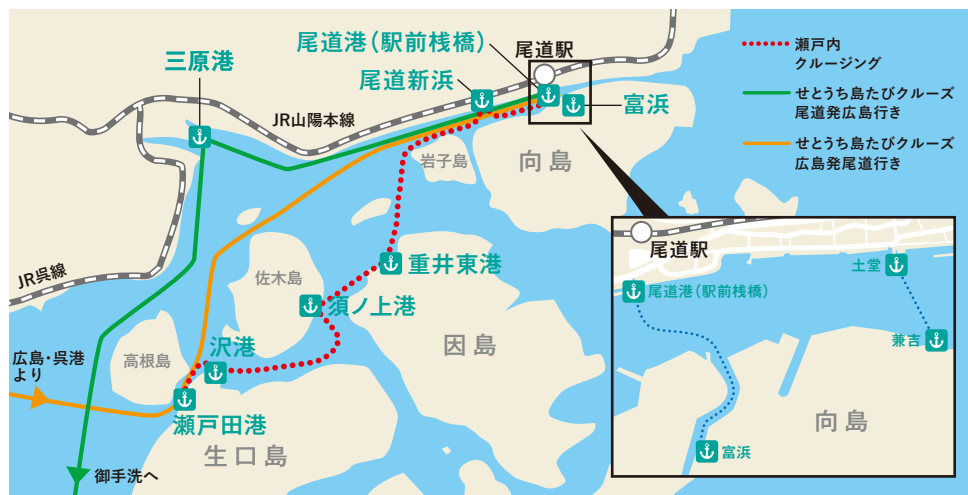 尾道港（駅前桟橋）
尾道駅
三原港
尾道新浜
富浜
JR山陽本線
瀬戸内
クルージング
せとうち島たびクルーズ
尾道発広島行き
せとうち島たびクルーズ
広島発尾道行き
岩子島
向島
JR呉線
佐木島
重井東港
須ノ上港
因島
沢港
高根島
広島・呉港
より
瀬戸田港
生口島
御手洗へ
尾道駅
土堂
尾道港（駅前桟橋）
兼吉
向島
富浜